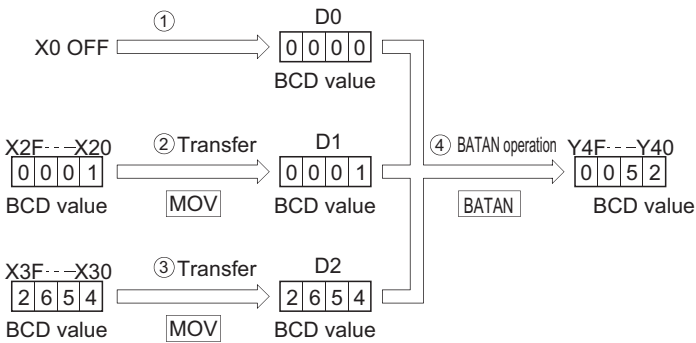 ① D0
X0 OFF 0 0 0 0
BCD value
X2F---X20 ② Transfer D1 ④ BATAN operation Y4F---Y40
0 0 0 1 0 0 0 1 0 0 5 2
BCD value MOV BCD value BATAN BCD value
X3F---X30 ③ Transfer D2
2 6 5 4 2 6 5 4
BCD value MOV BCD value